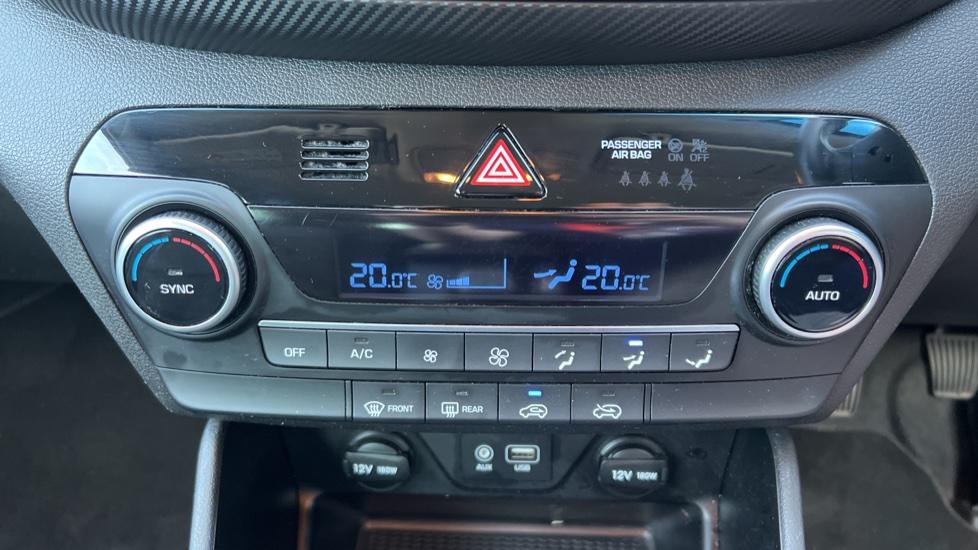 PASSENGER
AIR BAG ON OFF
20.0°C 20.0°C
SYNC AUTO
OFF A/C
FRONT REAR
12V 180W AUX USB 12V 180W